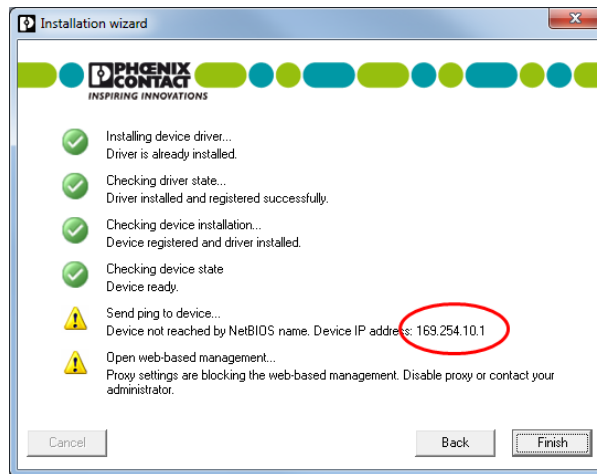 Installation wizard
PHŒNIX
CONTACT
INSPIRING INNOVATIONS
Installing device driver...
Driver is already installed.
Checking driver state...
Driver installed and registered successfully.
Checking device installation...
Device registered and driver installed.
Checking device state
Device ready.
Send ping to device...
Device not reached by NetBIOS name. Device IP address: 169.254.10.1
Open web-based management...
Proxy settings are blocking the web-based management. Disable proxy or contact your
administrator.
Cancel
Back
Finish